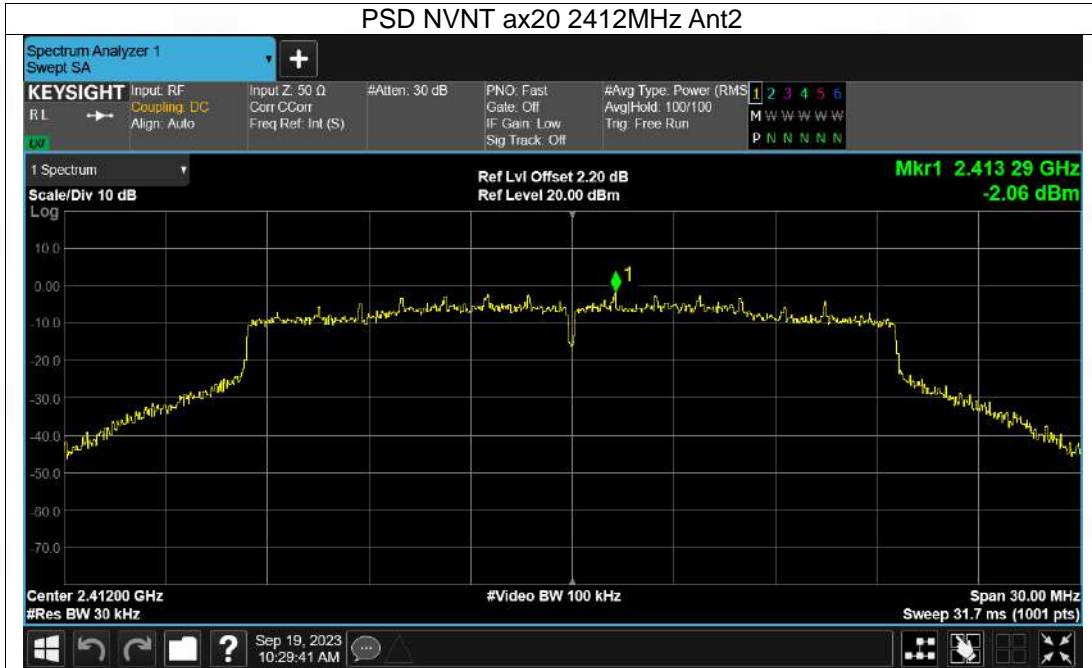 PSD NVNT ax20 2412MHz Ant2
Spectrum Analyzer 1
Swept SA
+
KEYSIGHT
RL
LXI
Input: RF
Coupling: DC
Align: Auto
Input Z: 50 Ω
Corr CCorr
Freq Ref: Int (S)
#Atten: 30 dB
PNO: Fast
Gate: Off
IF Gain: Low
Sig Track: Off
#Avg Type: Power (RMS
Avg|Hold: 100/100
Trig: Free Run
1 2 3 4 5 6
M W W W W W
P N N N N N
1 Spectrum
Scale/Div 10 dB
Ref Lvl Offset 2.20 dB
Ref Level 20.00 dBm
Mkr1 2.413 29 GHz
-2.06 dBm
Log
10.0
0.00
-10.0
-20.0
-30.0
-40.0
-50.0
-60.0
-70.0
1
Center 2.41200 GHz
#Res BW 30 kHz
#Video BW 100 kHz
Span 30.00 MHz
Sweep 31.7 ms (1001 pts)
?
Sep 19, 2023
10:29:41 AM